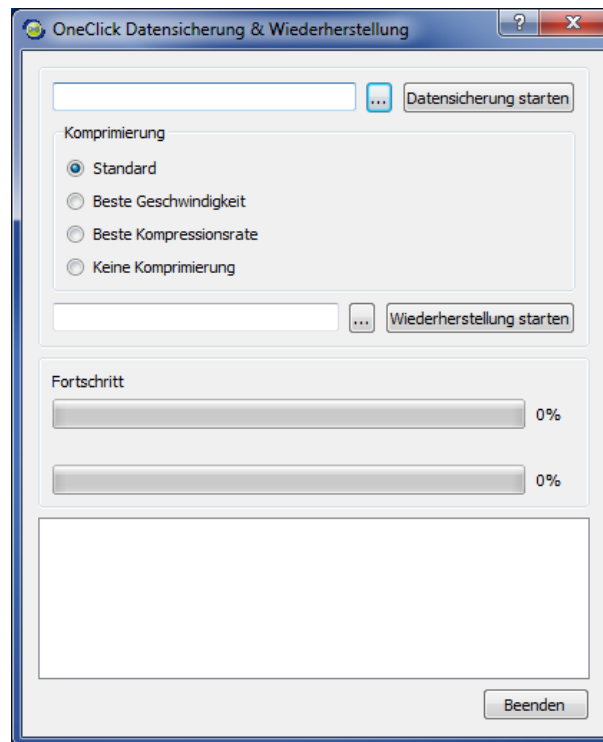 OneClick Datensicherung & Wiederherstellung
... Datensicherung starten
Komprimierung
Standard
Beste Geschwindigkeit
Beste Kompressionsrate
Keine Komprimierung
... Wiederherstellung starten
Fortschritt
0%
0%
Beenden